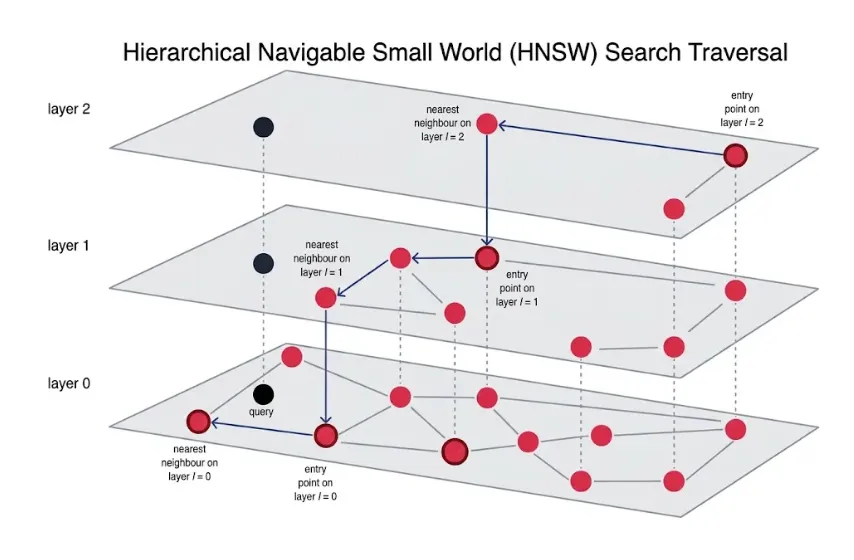 Hierarchical Navigable Small World (HNSW) Search Traversal
layer 2
nearest
neighbour on
layer l = 2
entry
point on
layer l = 2
layer 1
nearest
neighbour on
layer l = 1
entry
point on
layer l = 1
layer 0
query
nearest
neighbour on
layer l = 0
entry
point on
layer l = 0